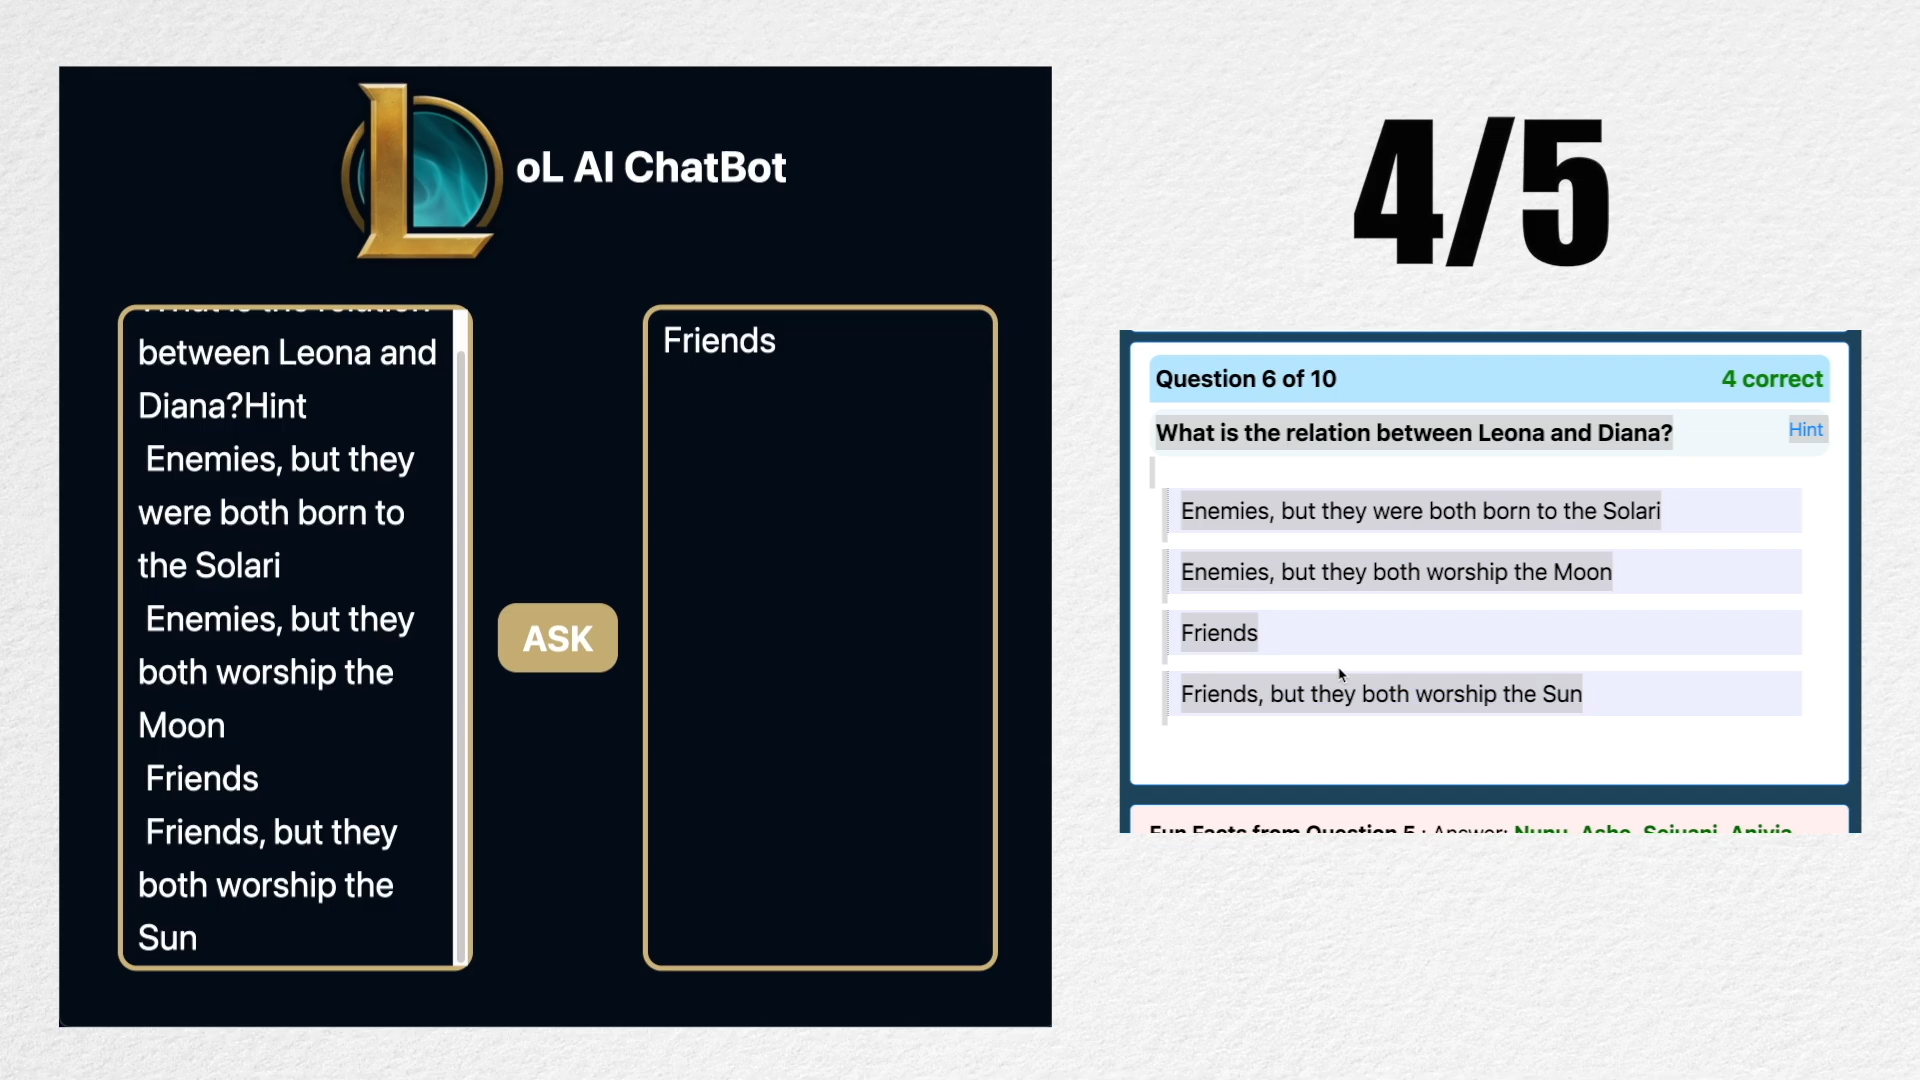 L
oL AI ChatBot
What is the relation
between Leona and
Diana?Hint
Enemies, but they
were both born to
the Solari
Enemies, but they
both worship the
Moon
Friends
Friends, but they
both worship the
Sun
ASK
Friends
4/5
Question 6 of 10
4 correct
What is the relation between Leona and Diana?
Hint
Enemies, but they were both born to the Solari
Enemies, but they both worship the Moon
Friends
Friends, but they both worship the Sun
Fun Facts from Question 5 : Answer: Nunu, Ashe, Sejuani, Anivia